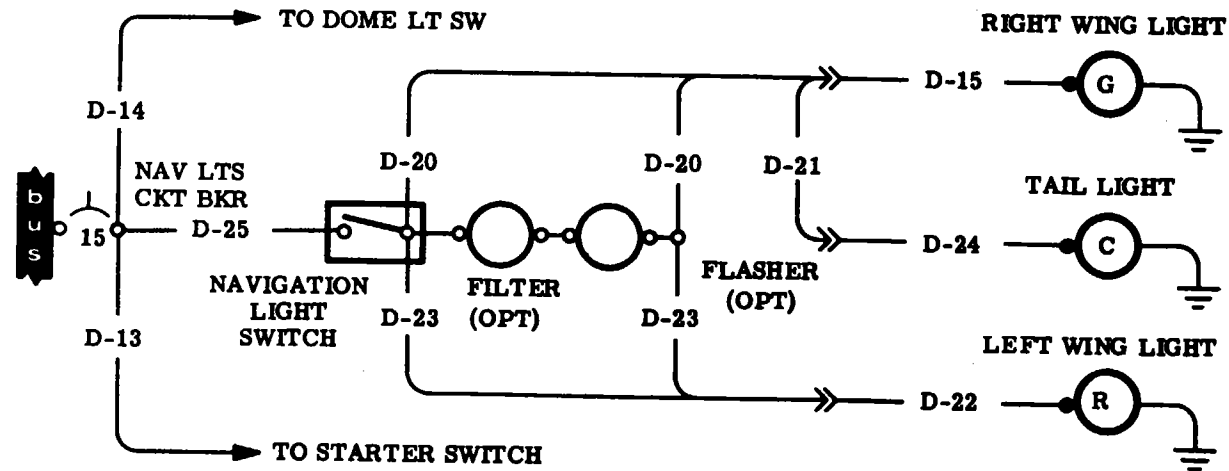 TO DOME LT SW
RIGHT WING LIGHT
D-14
D-15
G
NAV LTS
CKT BKR
D-20
D-20
D-21
TAIL LIGHT
bus
15
D-25
D-24
C
NAVIGATION
LIGHT
SWITCH
FILTER
(OPT)
FLASHER
(OPT)
D-13
D-23
D-23
LEFT WING LIGHT
D-22
R
TO STARTER SWITCH